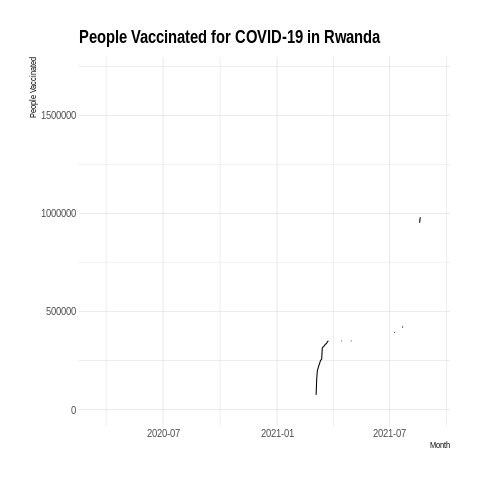 People Vaccinated for COVID-19 in Rwanda
People Vaccinated
1500000
1000000
500000
0
2020-07
2021-01
2021-07
Month